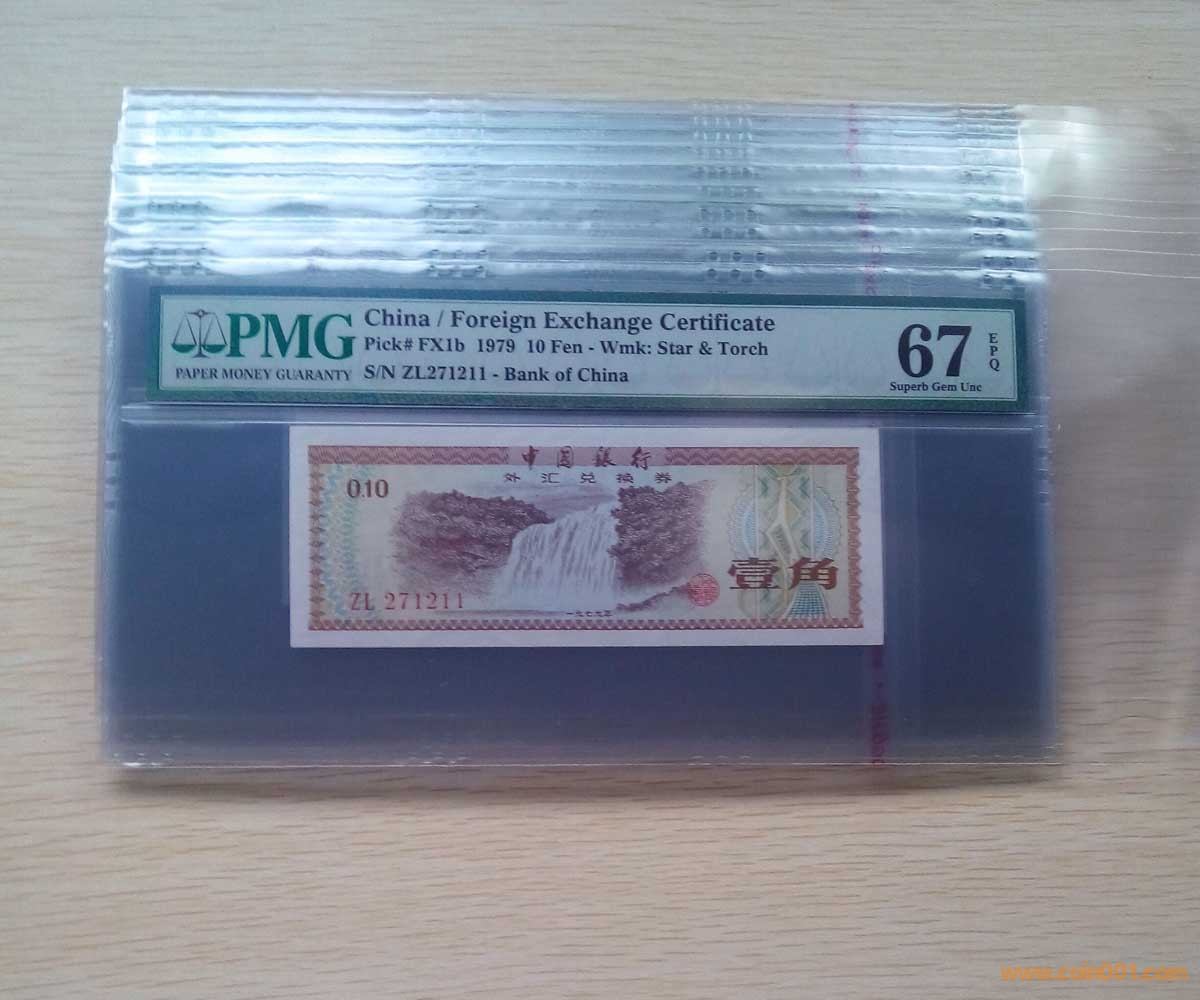 PMG
PAPER MONEY GUARANTY
China / Foreign Exchange Certificate
Pick# FX1b 1979 10 Fen - Wmk: Star & Torch
S/N ZL271211 - Bank of China
67
EPQ
Superb Gem Unc
中國銀行
外汇兑换券
0.10
壹角
ZL 271211
一九七九年
www.coin001.com